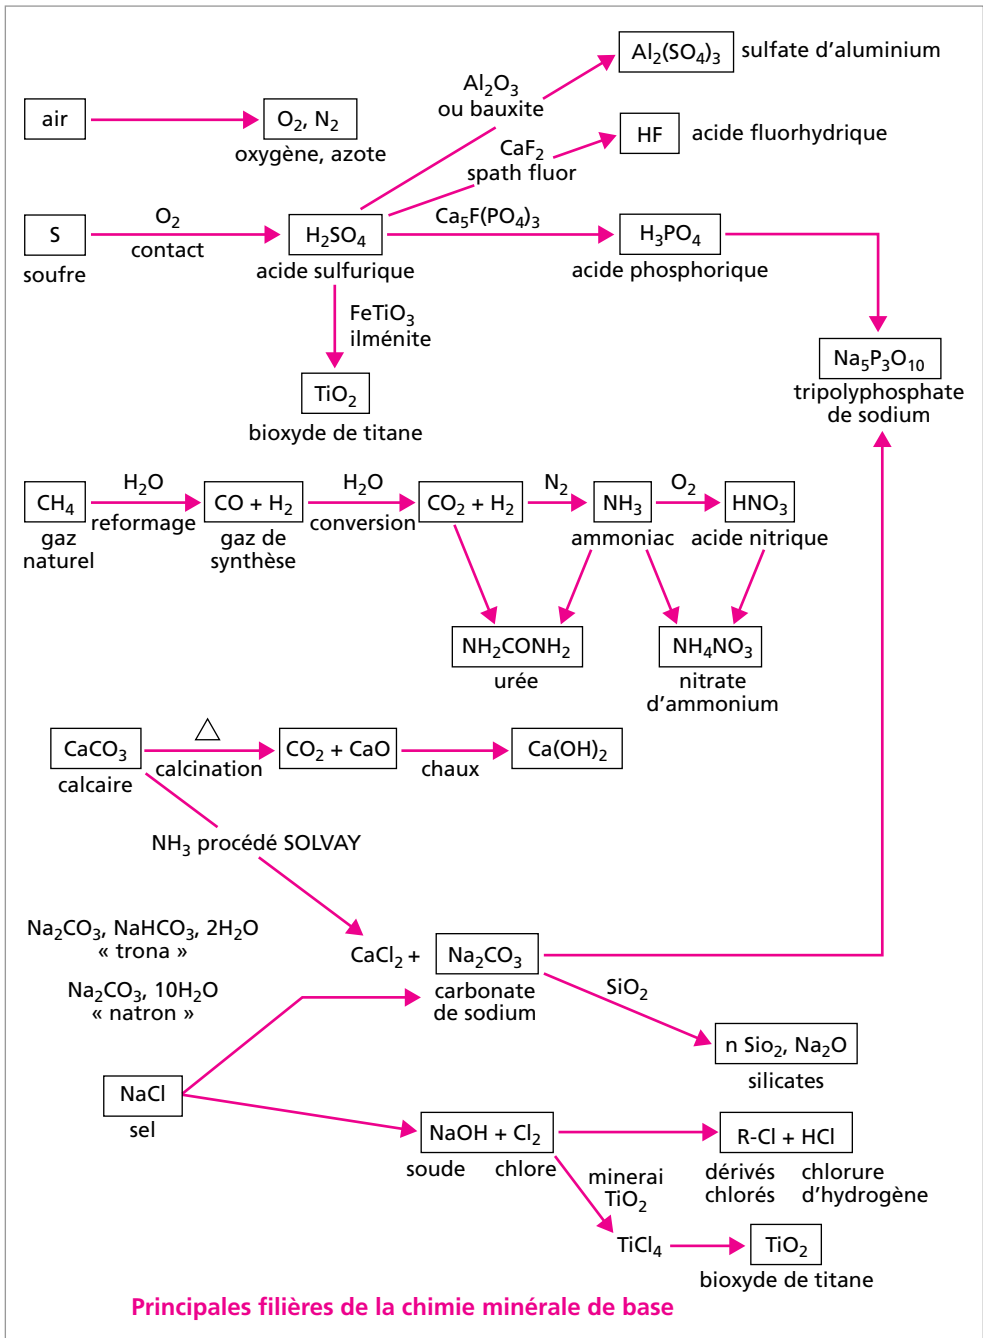 Al₂(SO₄)₃ sulfate d'aluminium
Al₂O₃
ou bauxite
air
O₂, N₂
oxygène, azote
HF acide fluorhydrique
CaF₂
spath fluor
S
soufre
O₂
contact
H₂SO₄
acide sulfurique
Ca₅F(PO₄)₃
H₃PO₄
acide phosphorique
FeTiO₃
ilménite
Na₅P₃O₁₀
tripolyphosphate
de sodium
TiO₂
bioxyde de titane
CH₄
gaz
naturel
H₂O
reformage
CO + H₂
gaz de
synthèse
H₂O
conversion
CO₂ + H₂
N₂
NH₃
ammoniac
O₂
HNO₃
acide nitrique
NH₂CONH₂
urée
NH₄NO₃
nitrate
d'ammonium
CaCO₃
calcaire
calcination
CO₂ + CaO
chaux
Ca(OH)₂
NH₃ procédé SOLVAY
Na₂CO₃, NaHCO₃, 2H₂O
« trona »
Na₂CO₃, 10H₂O
« natron »
CaCl₂ + Na₂CO₃
carbonate
de sodium
SiO₂
n Sio₂, Na₂O
silicates
NaCl
sel
NaOH + Cl₂
soude chlore
R-Cl + HCl
dérivés chlorure
chlorés d'hydrogène
minerai
TiO₂
TiCl₄
TiO₂
bioxyde de titane
Principales filières de la chimie minérale de base